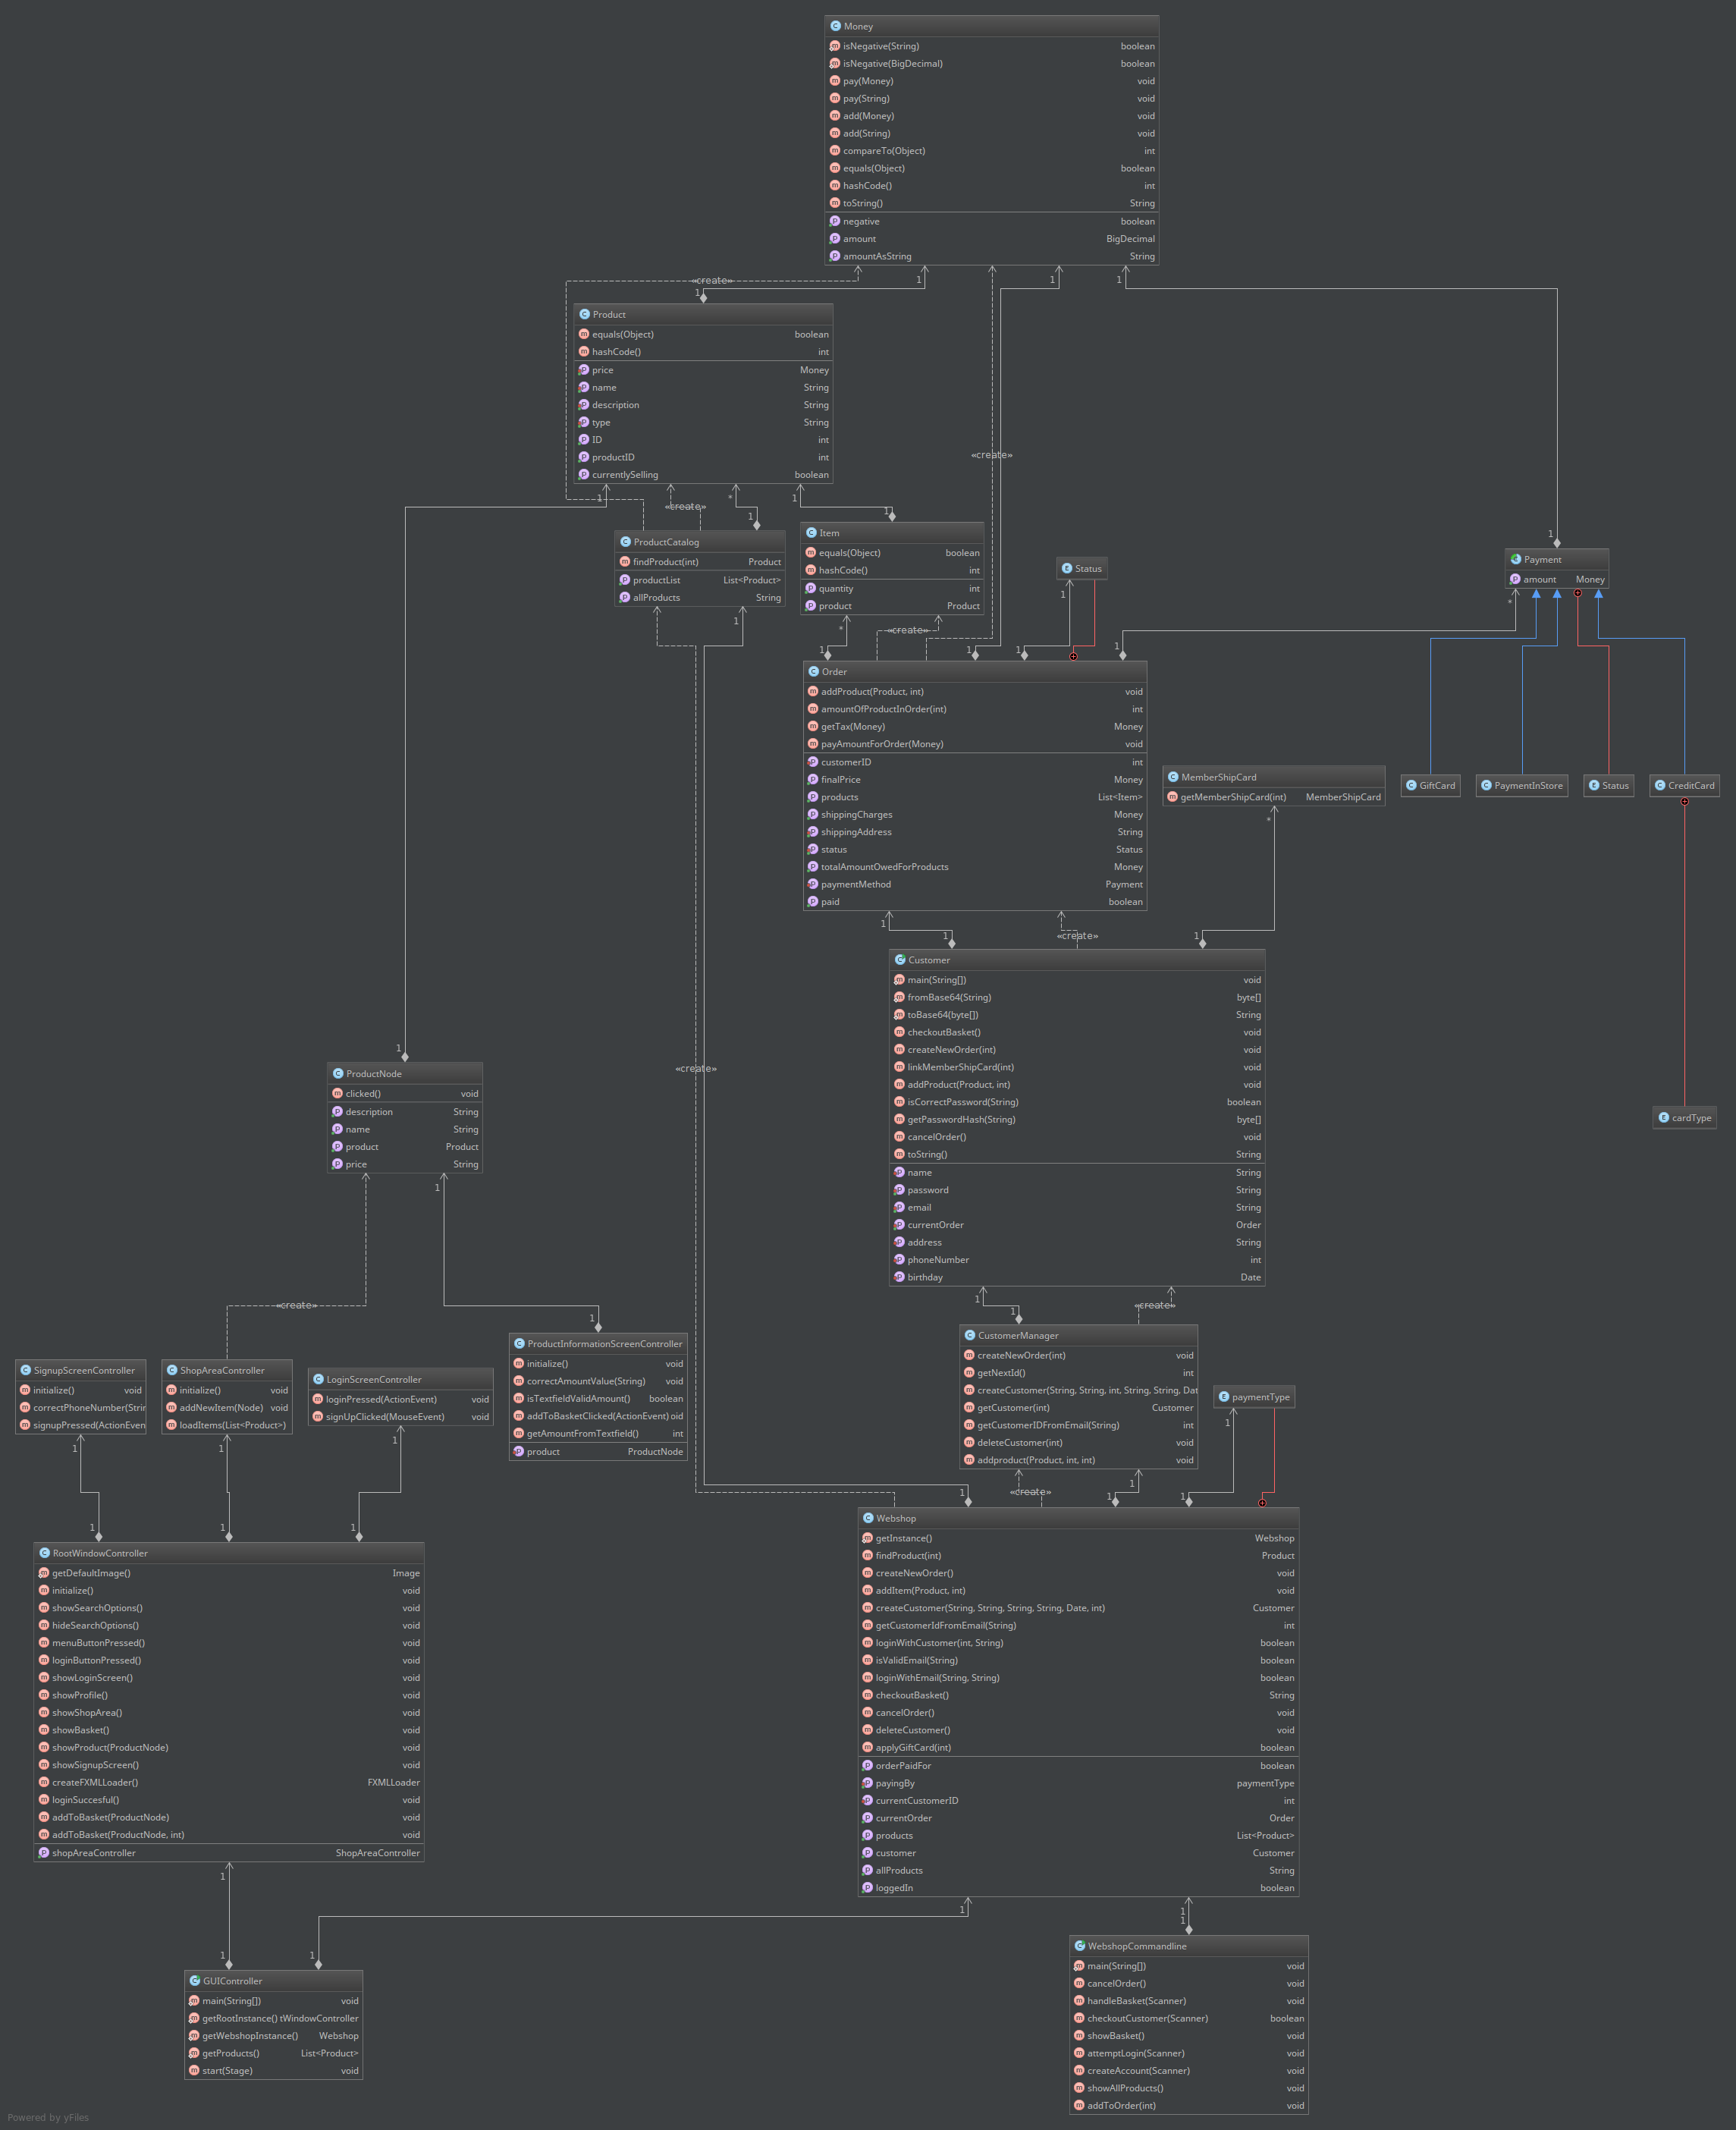 Money
isNegative(String) boolean
isNegative(BigDecimal) boolean
pay(Money) void
pay(String) void
add(Money) void
add(String) void
compareTo(Object) int
equals(Object) boolean
hashCode() int
toString() String
negative boolean
amount BigDecimal
amountAsString String
«create»
1
1
1
1
1
Product
equals(Object) boolean
hashCode() int
price Money
name String
description String
type String
ID int
productID int
currentlySelling boolean
«create»
1
«create»
*
1
1
1
ProductCatalog
findProduct(int) Product
productList List<Product>
allProducts String
Item
equals(Object) boolean
hashCode() int
quantity int
product Product
Status
1
Payment
amount Money
1
*
1
*
«create»
1
1
1
1
Order
addProduct(Product, int) void
amountOfProductInOrder(int) int
getTax(Money) Money
payAmountForOrder(Money) void
customerID int
finalPrice Money
products List<Item>
shippingCharges Money
shippingAddress String
status Status
totalAmountOwedForProducts Money
paymentMethod Payment
paid boolean
MemberShipCard
getMemberShipCard(int) MemberShipCard
GiftCard
PaymentInStore
Status
CreditCard
*
1
1
«create»
1
Customer
main(String[]) void
fromBase64(String) byte[]
toBase64(byte[]) String
checkoutBasket() void
createNewOrder(int) void
linkMemberShipCard(int) void
addProduct(Product, int) void
isCorrectPassword(String) boolean
getPasswordHash(String) byte[]
cancelOrder() void
toString() String
name String
password String
email String
currentOrder Order
address String
phoneNumber int
birthday Date
1
ProductNode
clicked() void
description String
name String
product Product
price String
«create»
cardType
1
«create»
1
1
1
«create»
ProductInformationScreenController
initialize() void
correctAmountValue(String) void
isTextfieldValidAmount() boolean
addToBasketClicked(ActionEvent) oid
getAmountFromTextfield() int
product ProductNode
CustomerManager
createNewOrder(int) void
getNextId() int
createCustomer(String, String, int, String, String, Dat
getCustomer(int) Customer
getCustomerIDFromEmail(String) int
deleteCustomer(int) void
addproduct(Product, int, int) void
SignupScreenController
initialize() void
correctPhoneNumber(Strin
signupPressed(ActionEven
ShopAreaController
initialize() void
addNewItem(Node) void
loadItems(List<Product>)
LoginScreenController
loginPressed(ActionEvent) void
signUpClicked(MouseEvent) void
paymentType
1
1
1
1
1
«create»
1
1
1
1
1
1
1
Webshop
getInstance() Webshop
findProduct(int) Product
createNewOrder() void
addItem(Product, int) void
createCustomer(String, String, String, String, Date, int) Customer
getCustomerIdFromEmail(String) int
loginWithCustomer(int, String) boolean
isValidEmail(String) boolean
loginWithEmail(String, String) boolean
checkoutBasket() String
cancelOrder() void
deleteCustomer() void
applyGiftCard(int) boolean
orderPaidFor boolean
payingBy paymentType
currentCustomerID int
currentOrder Order
products List<Product>
customer Customer
allProducts String
loggedIn boolean
RootWindowController
getDefaultImage() Image
initialize() void
showSearchOptions() void
hideSearchOptions() void
menuButtonPressed() void
loginButtonPressed() void
showLoginScreen() void
showProfile() void
showShopArea() void
showBasket() void
showProduct(ProductNode) void
showSignupScreen() void
createFXMLLoader() FXMLLoader
loginSuccesful() void
addToBasket(ProductNode) void
addToBasket(ProductNode, int) void
shopAreaController ShopAreaController
1
1
1
1
1
1
WebshopCommandline
main(String[]) void
cancelOrder() void
handleBasket(Scanner) void
checkoutCustomer(Scanner) boolean
showBasket() void
attemptLogin(Scanner) void
createAccount(Scanner) void
showAllProducts() void
addToOrder(int) void
GUIController
main(String[]) void
getRootInstance() tWindowController
getWebshopInstance() Webshop
getProducts() List<Product>
start(Stage) void
Powered by yFiles